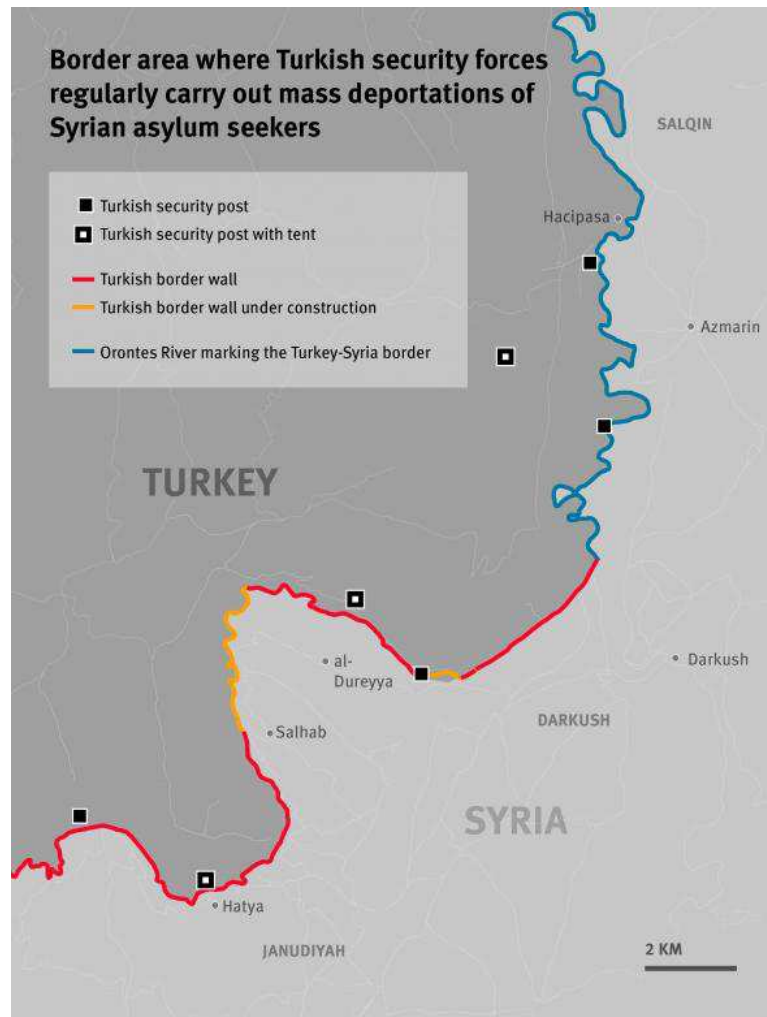 Border area where Turkish security forces
regularly carry out mass deportations of
Syrian asylum seekers
SALQIN
Turkish security post
Turkish security post with tent
Hacipasa
Turkish border wall
Turkish border wall under construction
Azmarin
Orontes River marking the Turkey-Syria border
TURKEY
al-
Dureyya
Darkush
DARKUSH
Salhab
SYRIA
Hatya
JANUDIYAH
2 KM